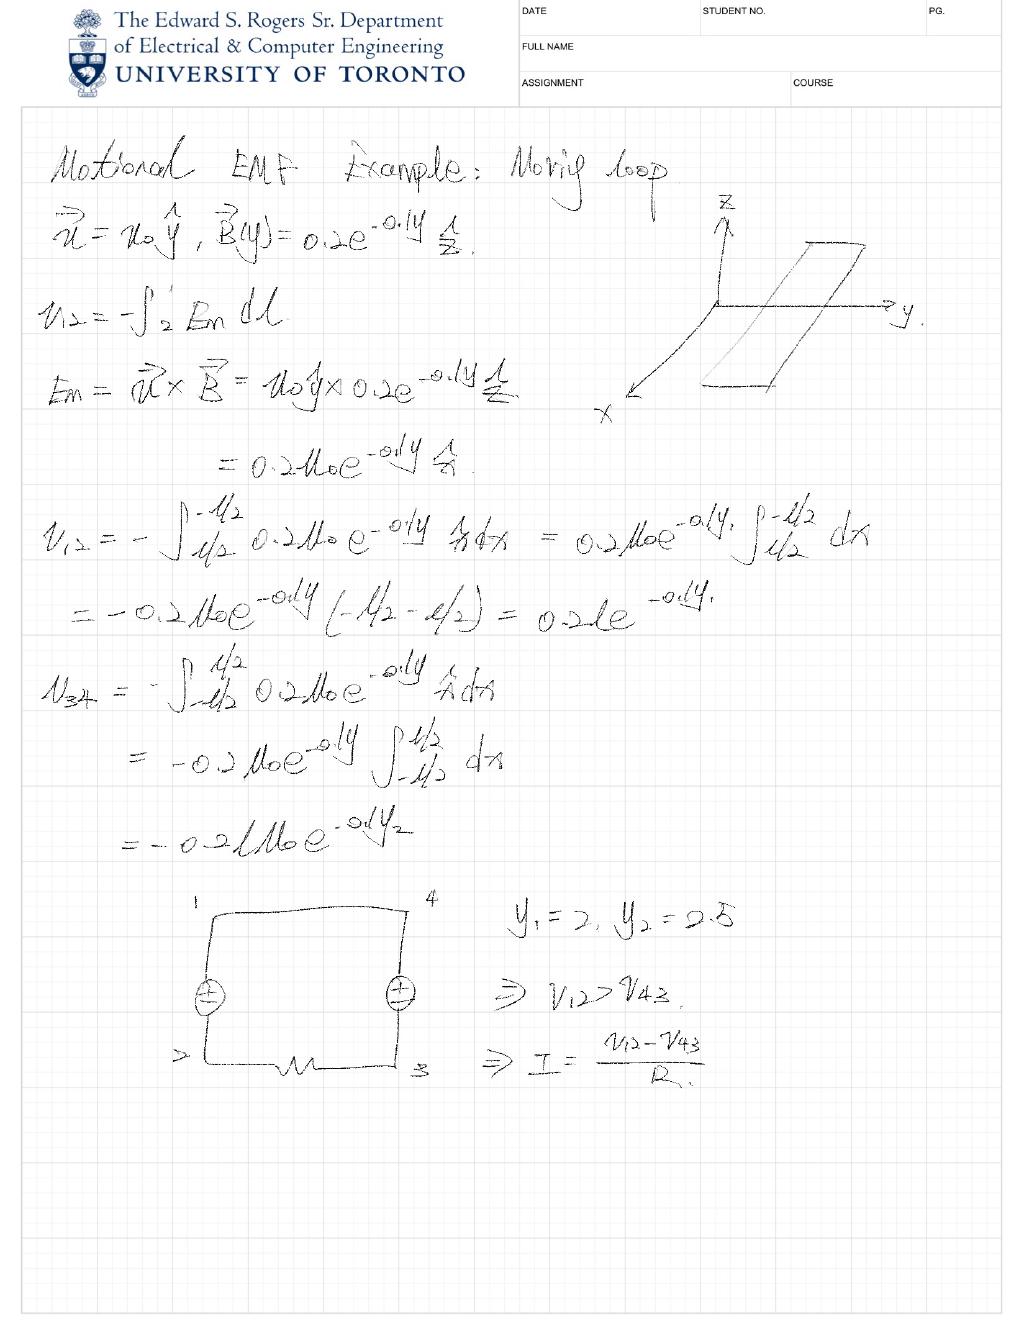 The Edward S. Rogers Sr. Department
of Electrical & Computer Engineering
UNIVERSITY OF TORONTO
DATE STUDENT NO. PG.
FULL NAME
ASSIGNMENT COURSE
Motional EMF Example: Movig loop
u⃗ = u₀ŷ, B⃗(y) = 0.2e^-0.1y ẑ.
V₁₂ = -∫₂¹ Em dl
Em = u⃗ × B⃗ = u₀ŷ × 0.2e^-0.1y ẑ
= 0.2u₀e^-0.1y x̂
V₁₂ = -∫_{l/2}^{-l/2} 0.2u₀e^-0.1y x̂dx = 0.2u₀e^-0.1y₁ ∫_{l/2}^{-l/2} dx
= -0.2u₀e^-0.1y (-l/2 - l/2) = 0.2le^-0.1y₁
V₃₄ = -∫_{-l/2}^{l/2} 0.2u₀e^-0.1y x̂dx
= -0.2u₀e^-0.1y ∫_{-l/2}^{l/2} dx
= -0.2lu₀e^-0.1y₂
z
y
x
1 4
± ±
2 3
y₁ = 2, y₂ = 2.5
⇒ V₁₂ > V₄₃.
⇒ I = (V₁₂ - V₄₃)/R.